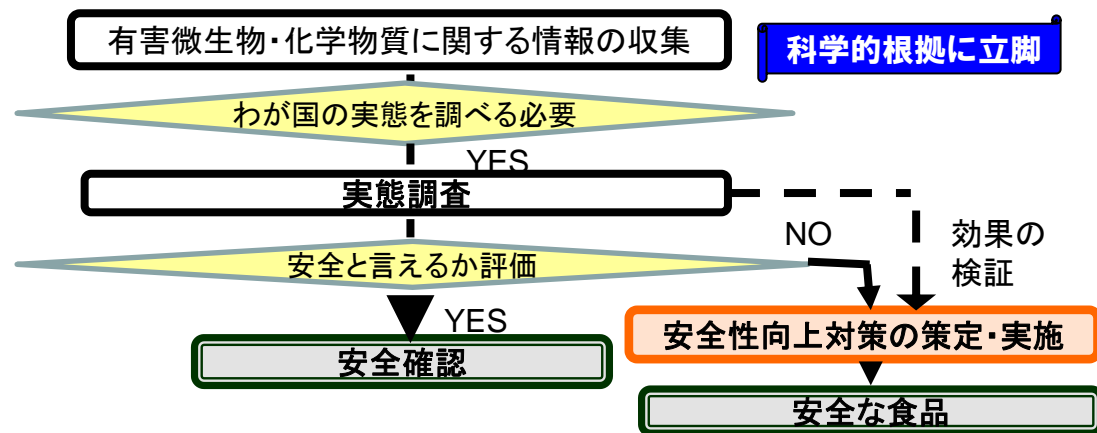 有害微生物・化学物質に関する情報の収集
科学的根拠に立脚
わが国の実態を調べる必要
YES
実態調査
NO
効果の
検証
安全と言えるか評価
YES
安全性向上対策の策定・実施
安全確認
安全な食品